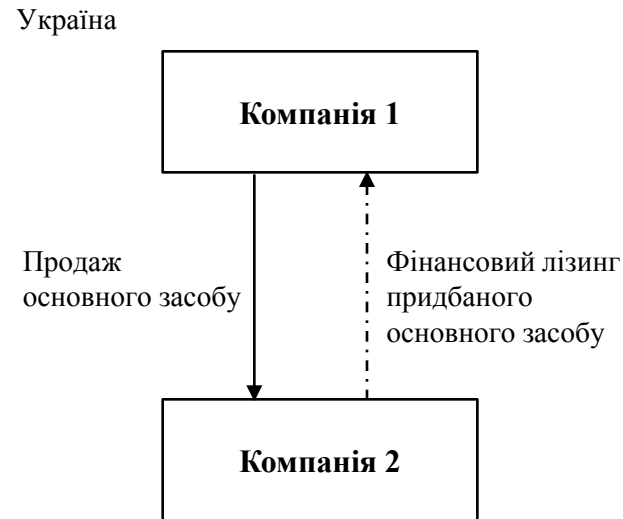 Україна
Компанія 1
Продаж
основного засобу
Фінансовий лізинг
придбаного
основного засобу
Компанія 2